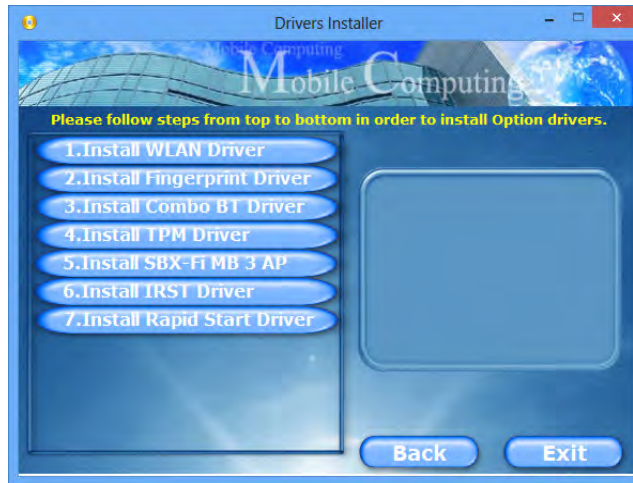 Drivers Installer
Mobile Computing
Mobile Computing
Please follow steps from top to bottom in order to install Option drivers.
1.Install WLAN Driver
2.Install Fingerprint Driver
3.Install Combo BT Driver
4.Install TPM Driver
5.Install SBX-Fi MB 3 AP
6.Install IRST Driver
7.Install Rapid Start Driver
Back
Exit